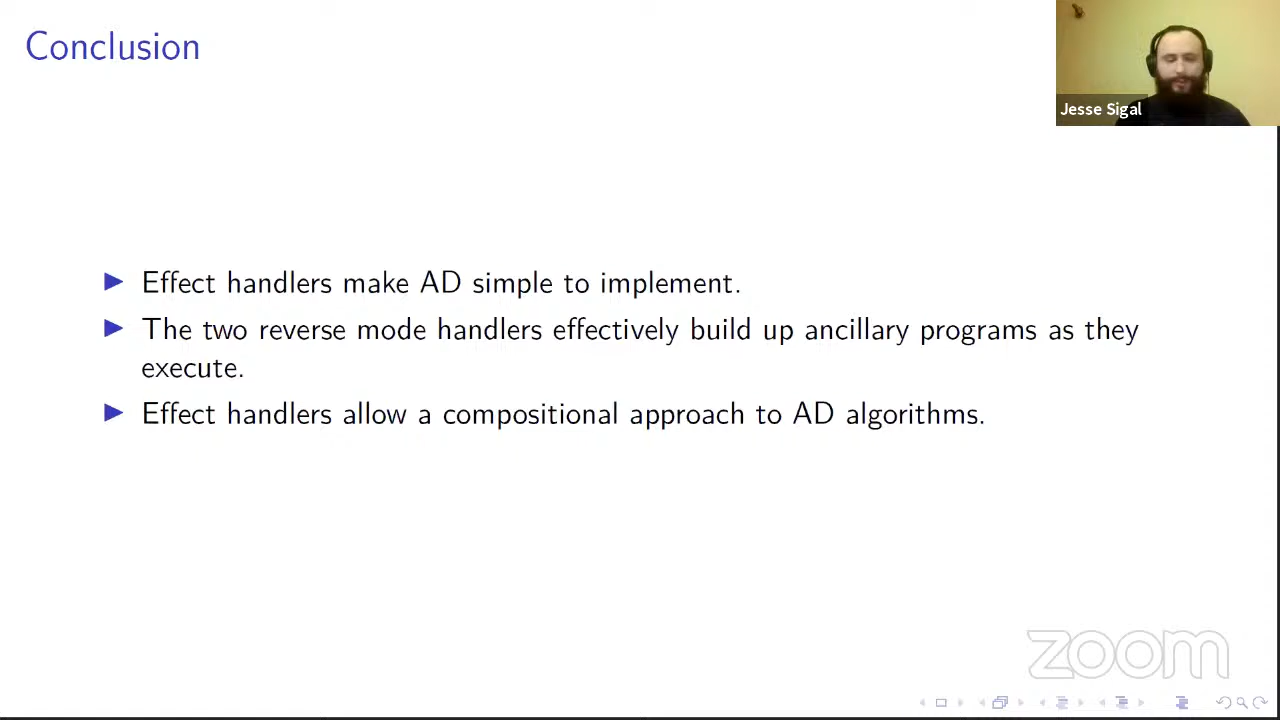 Conclusion
Jesse Sigal
Effect handlers make AD simple to implement.
The two reverse mode handlers effectively build up ancillary programs as they
execute.
Effect handlers allow a compositional approach to AD algorithms.
zoom